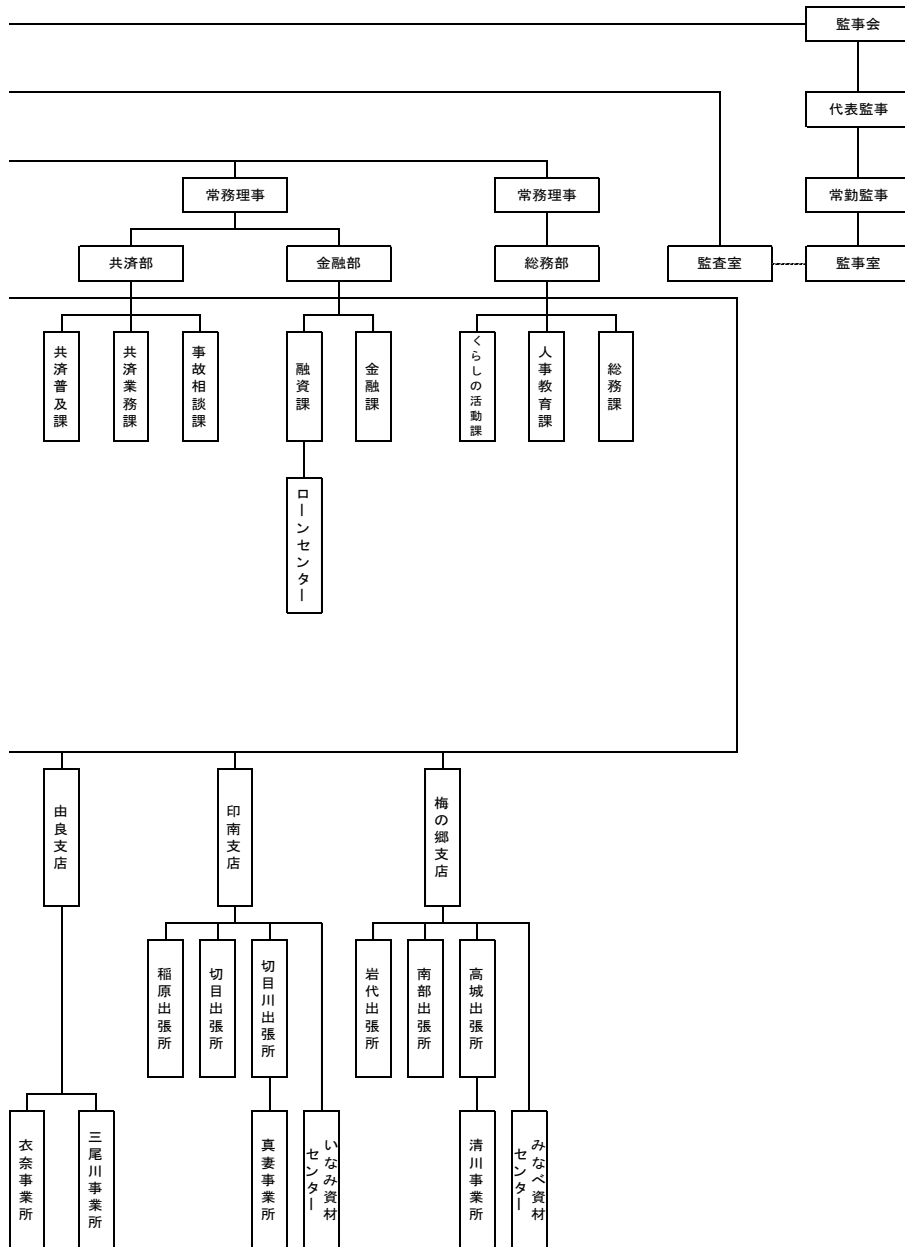 監事会
代表監事
常務理事
常務理事
常勤監事
共済部
金融部
総務部
監査室
監事室
共済普及課
共済業務課
事故相談課
融資課
金融課
くらしの活動課
人事教育課
総務課
ローンセンター
由良支店
印南支店
梅の郷支店
稲原出張所
切目出張所
切目川出張所
岩代出張所
南部出張所
高城出張所
衣奈事業所
三尾川事業所
真妻事業所
いなみ資材
センター
清川事業所
みなべ資材
センター